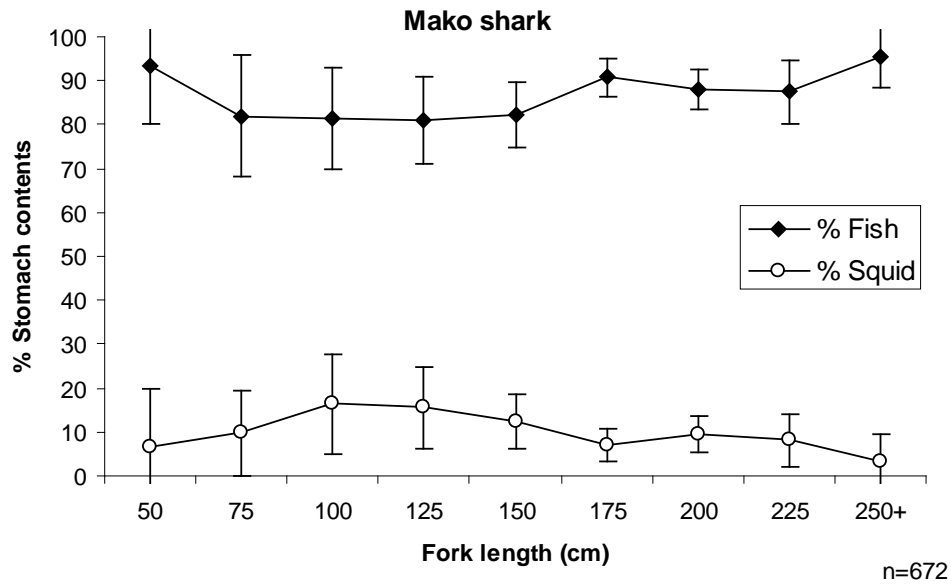 Mako shark
100
90
80
70
60
50
40
30
20
10
0
% Stomach contents
% Fish
% Squid
50 75 100 125 150 175 200 225 250+
Fork length (cm)
n=672